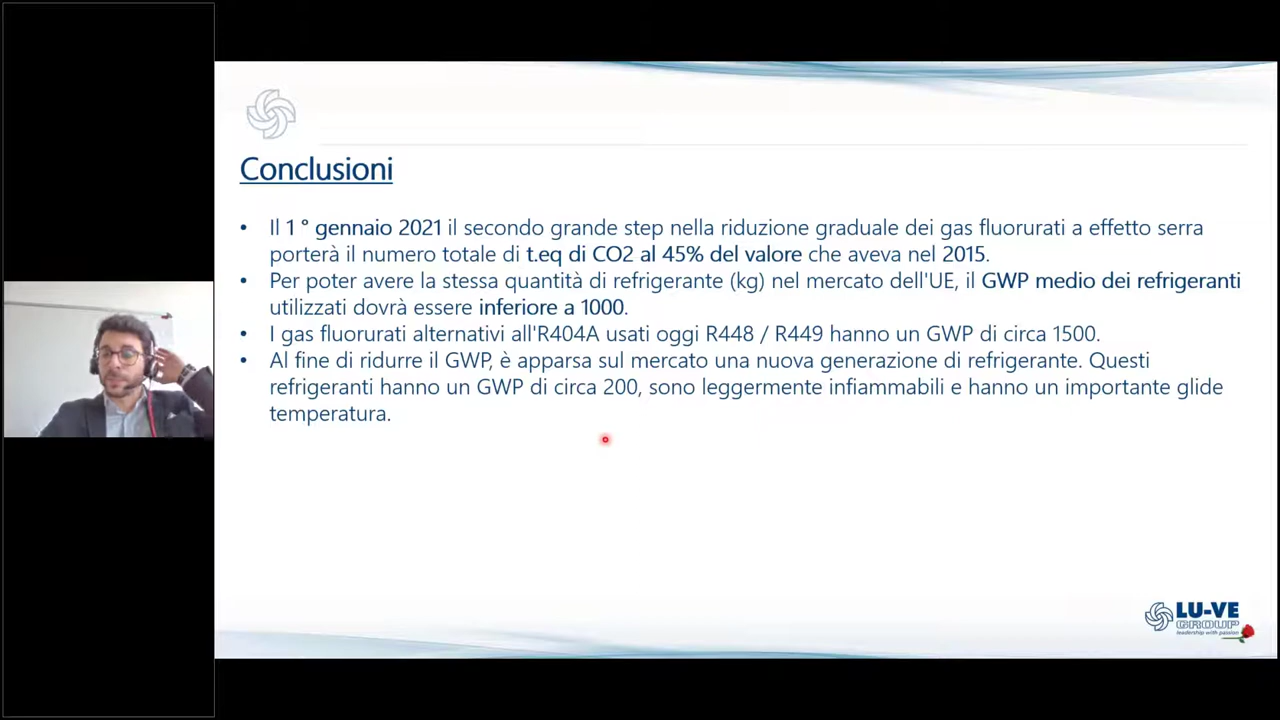 Conclusioni
• Il 1 ° gennaio 2021 il secondo grande step nella riduzione graduale dei gas fluorurati a effetto serra
porterà il numero totale di t.eq di CO2 al 45% del valore che aveva nel 2015.
• Per poter avere la stessa quantità di refrigerante (kg) nel mercato dell'UE, il GWP medio dei refrigeranti
utilizzati dovrà essere inferiore a 1000.
• I gas fluorurati alternativi all'R404A usati oggi R448 / R449 hanno un GWP di circa 1500.
• Al fine di ridurre il GWP, è apparsa sul mercato una nuova generazione di refrigerante. Questi
refrigeranti hanno un GWP di circa 200, sono leggermente infiammabili e hanno un importante glide
temperatura.
LU-VE
GROUP
leadership with passion